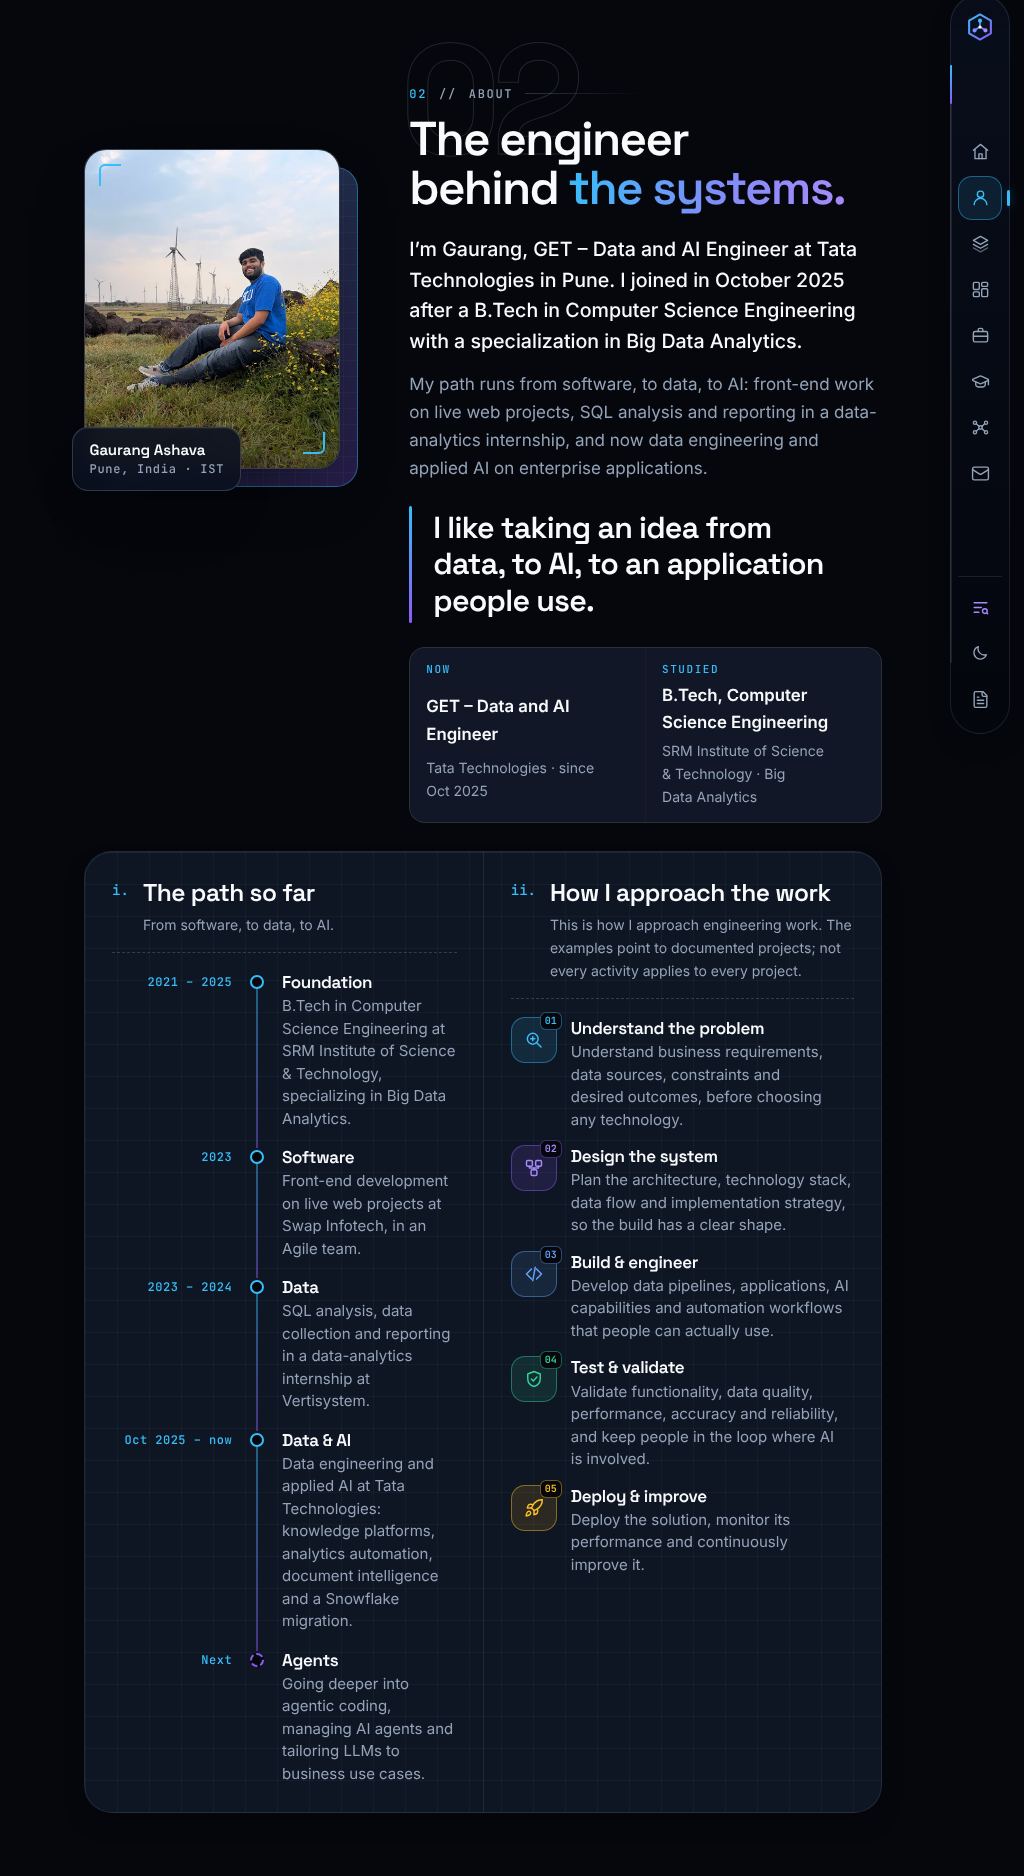 02 // ABOUT
02
The engineer
behind the systems.
Gaurang Ashava
Pune, India · IST
I’m Gaurang, GET – Data and AI Engineer at Tata
Technologies in Pune. I joined in October 2025
after a B.Tech in Computer Science Engineering
with a specialization in Big Data Analytics.
My path runs from software, to data, to AI: front-end work
on live web projects, SQL analysis and reporting in a data-
analytics internship, and now data engineering and
applied AI on enterprise applications.
I like taking an idea from
data, to AI, to an application
people use.
NOW
GET – Data and AI
Engineer
Tata Technologies · since
Oct 2025
STUDIED
B.Tech, Computer
Science Engineering
SRM Institute of Science
& Technology · Big
Data Analytics
i. The path so far
From software, to data, to AI.
2021 – 2025
Foundation
B.Tech in Computer
Science Engineering at
SRM Institute of Science
& Technology,
specializing in Big Data
Analytics.
2023
Software
Front-end development
on live web projects at
Swap Infotech, in an
Agile team.
2023 – 2024
Data
SQL analysis, data
collection and reporting
in a data-analytics
internship at
Vertisystem.
Oct 2025 – now
Data & AI
Data engineering and
applied AI at Tata
Technologies:
knowledge platforms,
analytics automation,
document intelligence
and a Snowflake
migration.
Next
Agents
Going deeper into
agentic coding,
managing AI agents and
tailoring LLMs to
business use cases.
ii. How I approach the work
This is how I approach engineering work. The
examples point to documented projects; not
every activity applies to every project.
01
Understand the problem
Understand business requirements,
data sources, constraints and
desired outcomes, before choosing
any technology.
02
Design the system
Plan the architecture, technology stack,
data flow and implementation strategy,
so the build has a clear shape.
03
Build & engineer
Develop data pipelines, applications, AI
capabilities and automation workflows
that people can actually use.
04
Test & validate
Validate functionality, data quality,
performance, accuracy and reliability,
and keep people in the loop where AI
is involved.
05
Deploy & improve
Deploy the solution, monitor its
performance and continuously
improve it.